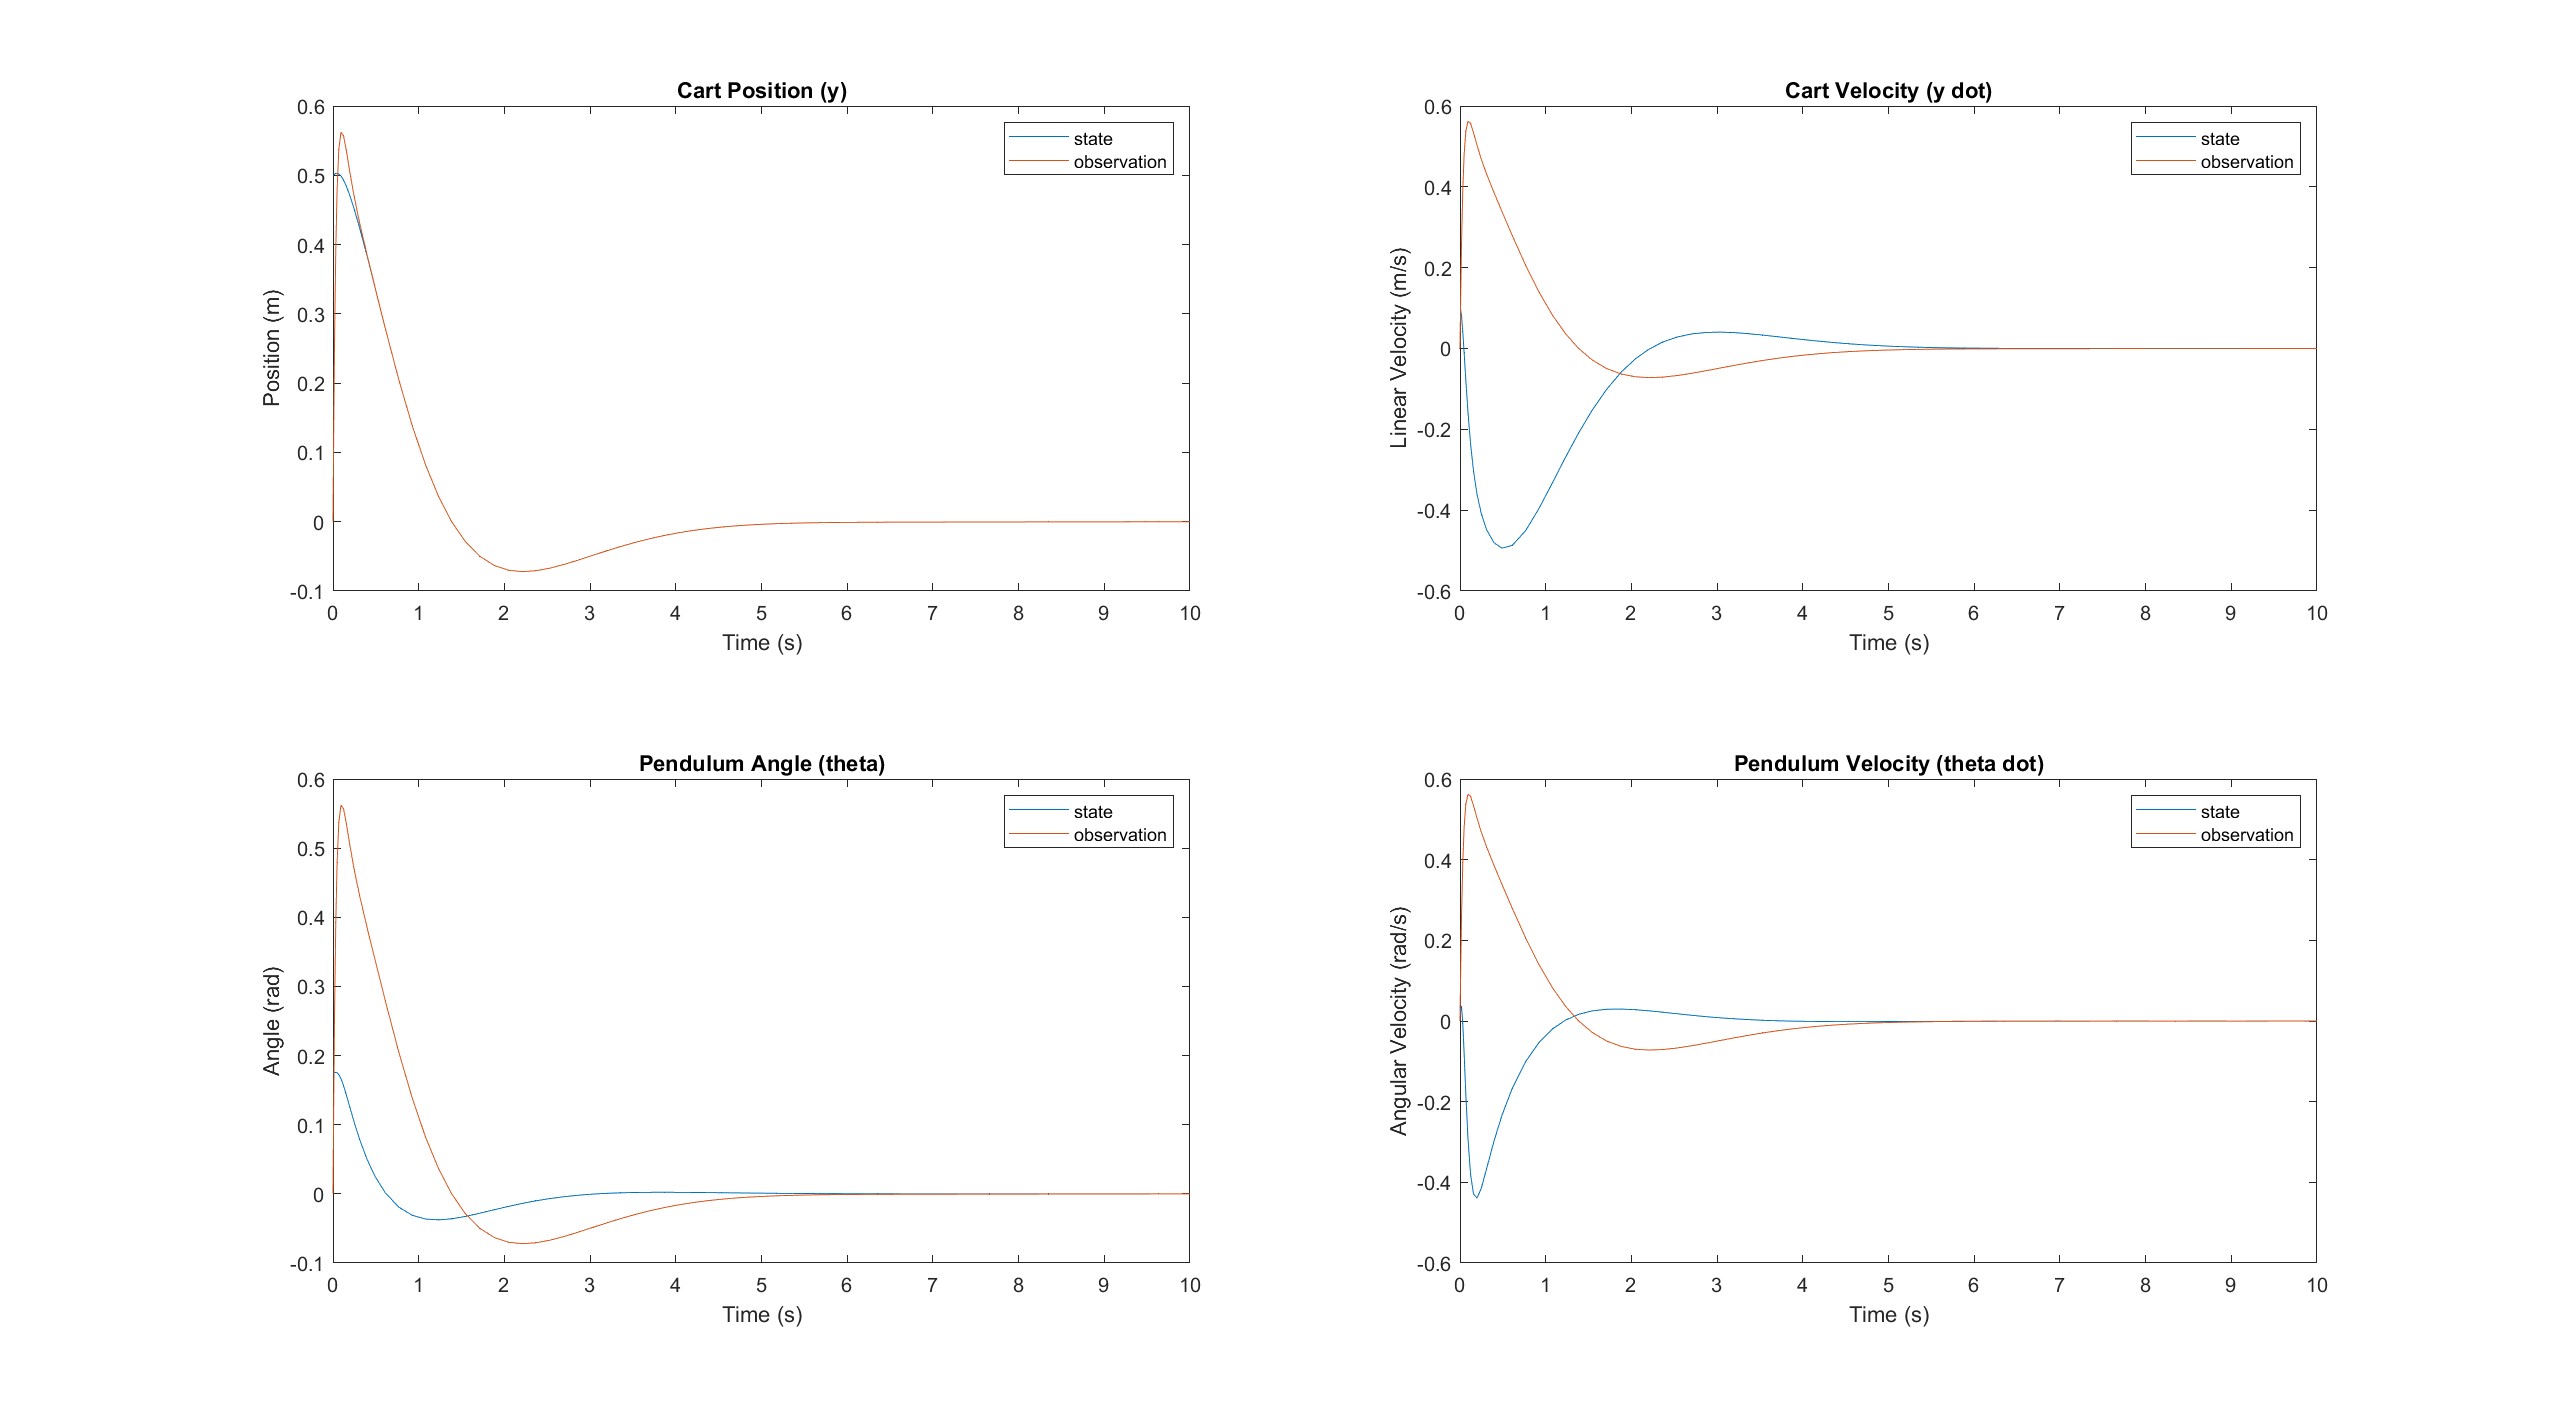 Cart Position (y)
0.6
0.5
0.4
0.3
0.2
0.1
0
-0.1
Position (m)
state
observation
0 1 2 3 4 5 6 7 8 9 10
Time (s)
Cart Velocity (y dot)
0.6
0.4
0.2
0
-0.2
-0.4
-0.6
Linear Velocity (m/s)
state
observation
0 1 2 3 4 5 6 7 8 9 10
Time (s)
Pendulum Angle (theta)
0.6
0.5
0.4
0.3
0.2
0.1
0
-0.1
Angle (rad)
state
observation
0 1 2 3 4 5 6 7 8 9 10
Time (s)
Pendulum Velocity (theta dot)
0.6
0.4
0.2
0
-0.2
-0.4
-0.6
Angular Velocity (rad/s)
state
observation
0 1 2 3 4 5 6 7 8 9 10
Time (s)